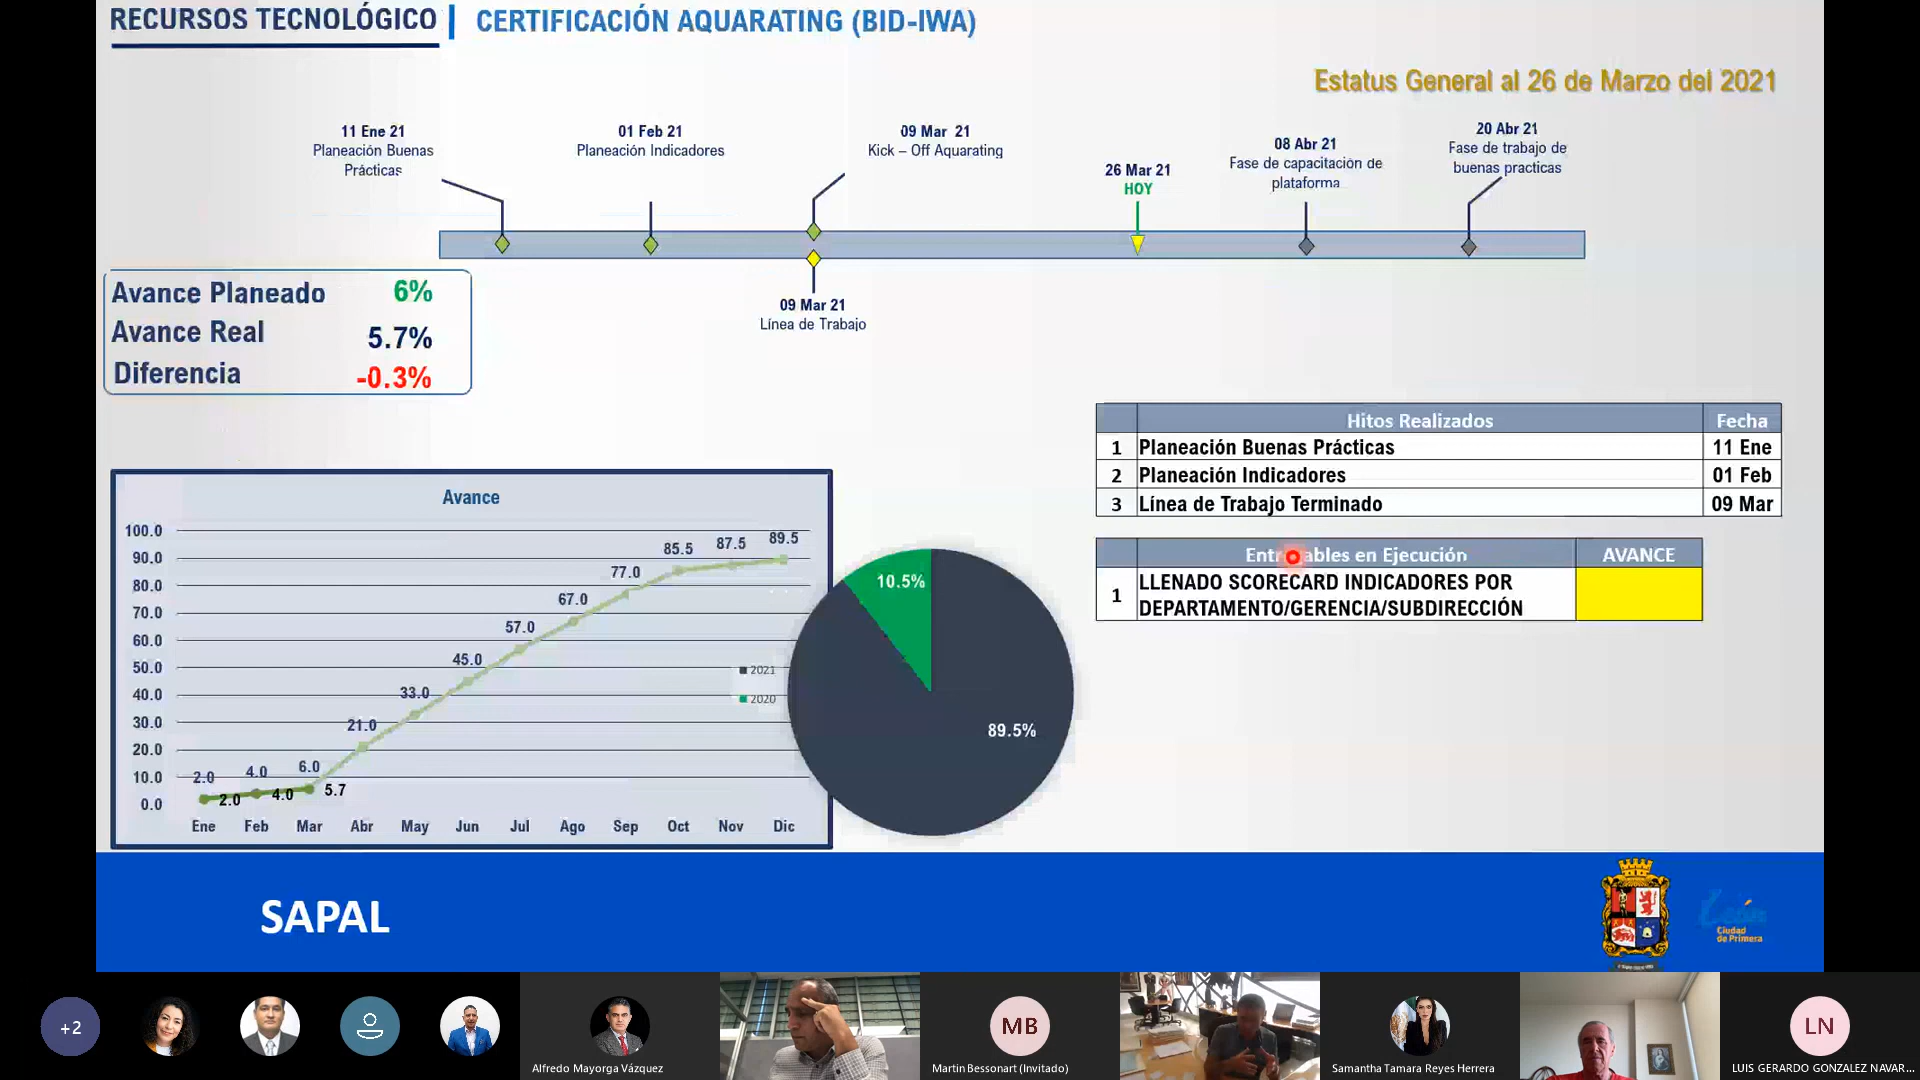 RECURSOS TECNOLÓGICO
CERTIFICACIÓN AQUARATING (BID-IWA)
Estatus General al 26 de Marzo del 2021
11 Ene 21
Planeación Buenas
Prácticas
01 Feb 21
Planeación Indicadores
09 Mar 21
Kick – Off Aquarating
26 Mar 21
HOY
08 Abr 21
Fase de capacitación de
plataforma
20 Abr 21
Fase de trabajo de
buenas practicas
09 Mar 21
Línea de Trabajo
Avance Planeado 6%
Avance Real 5.7%
Diferencia -0.3%
Hitos Realizados Fecha
1 Planeación Buenas Prácticas 11 Ene
2 Planeación Indicadores 01 Feb
3 Línea de Trabajo Terminado 09 Mar
Entregables en Ejecución AVANCE
1 LLENADO SCORECARD INDICADORES POR
DEPARTAMENTO/GERENCIA/SUBDIRECCIÓN
Avance
100.0
90.0
80.0
70.0
60.0
50.0
40.0
30.0
20.0
10.0
0.0
2.0 4.0 6.0 21.0 33.0 45.0 57.0 67.0 77.0 85.5 87.5 89.5
2.0 4.0 5.7
Ene Feb Mar Abr May Jun Jul Ago Sep Oct Nov Dic
2021
2020
10.5%
89.5%
SAPAL
León
Ciudad
de Primera
+2
Alfredo Mayorga Vázquez
MB
Martin Bessonart (Invitado)
Samantha Tamara Reyes Herrera
LN
LUIS GERARDO GONZALEZ NAVAR...